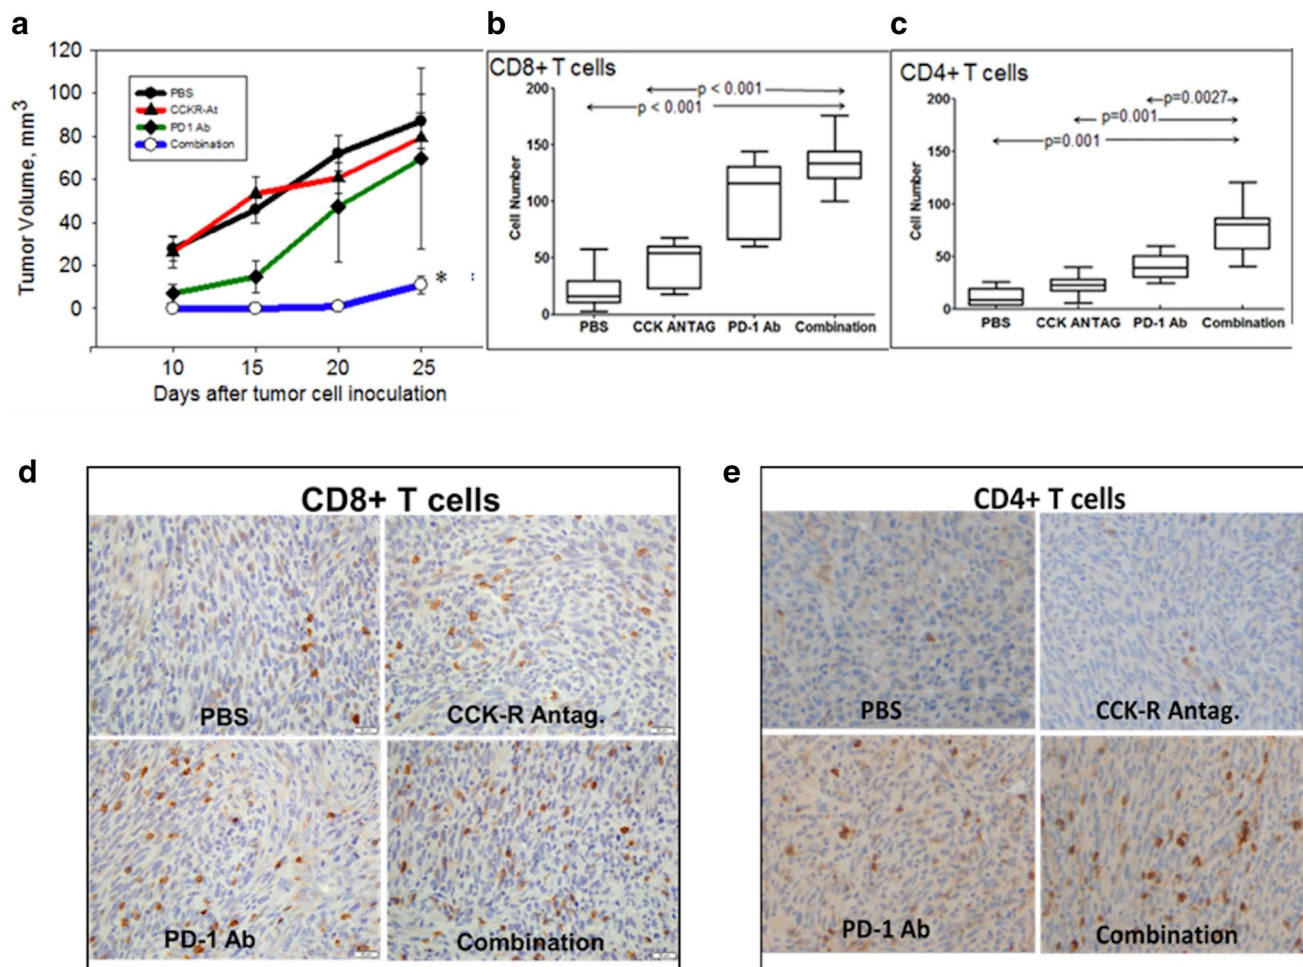 a
120
100
80
60
40
20
0
Tumor Volume, mm3
PBS
CCKR-At
PD1 Ab
Combination
*
10 15 20 25
Days after tumor cell inoculation
b
CD8+ T cells
200
150
100
50
0
Cell Number
p < 0.001
p < 0.001
PBS CCK ANTAG PD-1 Ab Combination
c
CD4+ T cells
200
150
100
50
0
Cell Number
p=0.0027
p=0.001
p=0.001
PBS CCK ANTAG PD-1 Ab Combination
d
CD8+ T cells
PBS
CCK-R Antag.
PD-1 Ab
Combination
e
CD4+ T cells
PBS
CCK-R Antag.
PD-1 Ab
Combination